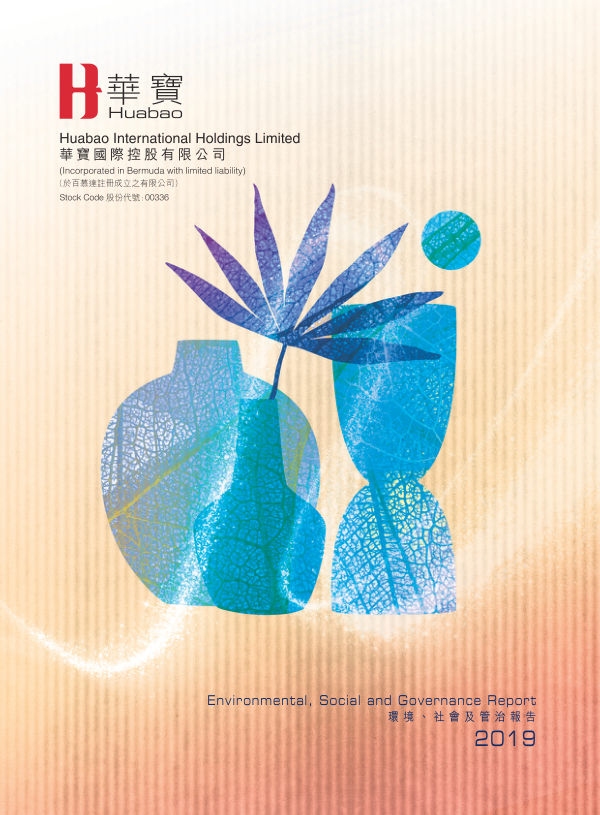 華寶
Huabao
Huabao International Holdings Limited
華寶國際控股有限公司
(Incorporated in Bermuda with limited liability)
(於百慕達註冊成立之有限公司)
Stock Code 股份代號 : 00336
Environmental, Social and Governance Report
環境、社會及管治報告
2019